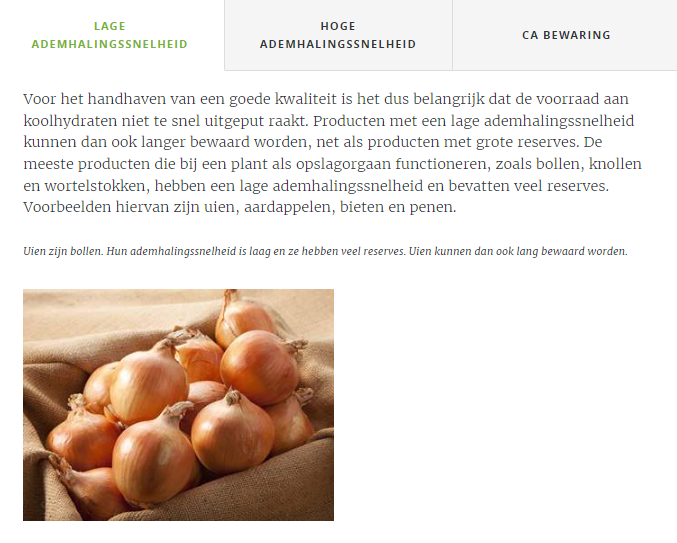 LAGE
ADEMHALINGSSNELHEID
HOGE
ADEMHALINGSSNELHEID
CA BEWARING
Voor het handhaven van een goede kwaliteit is het dus belangrijk dat de voorraad aan
koolhydraten niet te snel uitgeput raakt. Producten met een lage ademhalingssnelheid
kunnen dan ook langer bewaard worden, net als producten met grote reserves. De
meeste producten die bij een plant als opslagorgaan functioneren, zoals bollen, knollen
en wortelstokken, hebben een lage ademhalingssnelheid en bevatten veel reserves.
Voorbeelden hiervan zijn uien, aardappelen, bieten en penen.
Uien zijn bollen. Hun ademhalingssnelheid is laag en ze hebben veel reserves. Uien kunnen dan ook lang bewaard worden.